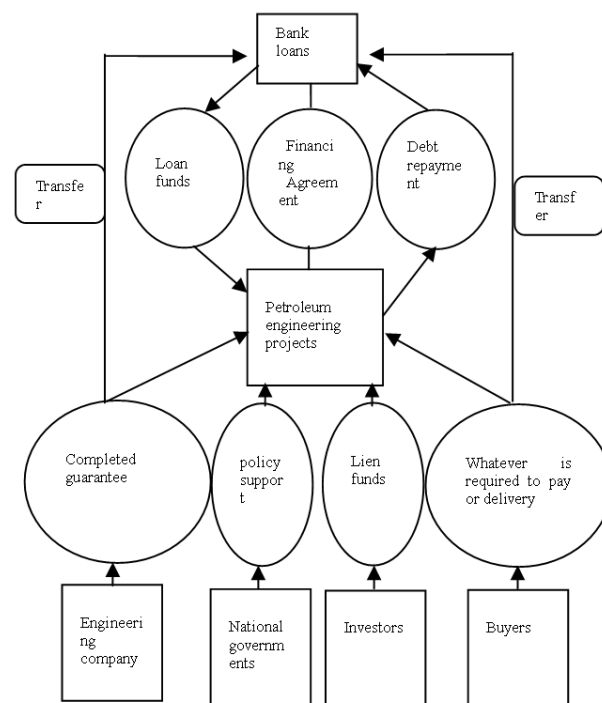 Bank
loans
Loan
funds
Financi
ng
Agreem
ent
Debt
repayme
nt
Transfe
r
Transf
er
Petroleum
engineering
projects
Completed
guarantee
policy
suppor
t
Lien
funds
Whatever is
required to pay
or delivery
Engineeri
ng
company
National
governm
ents
Investors
Buyers